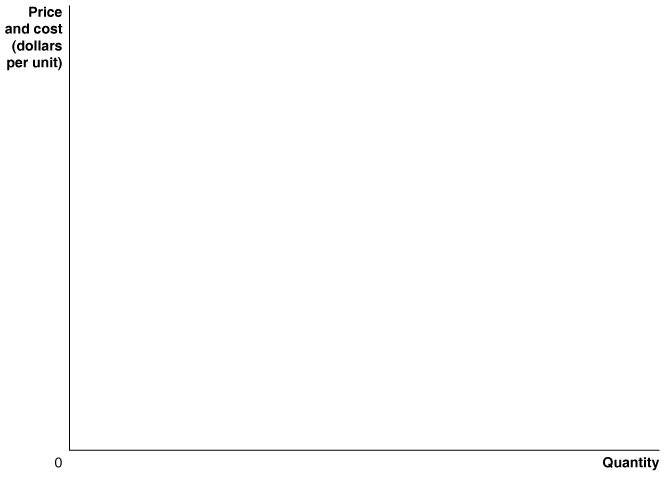 Price
and cost
(dollars
per unit)
0
Quantity